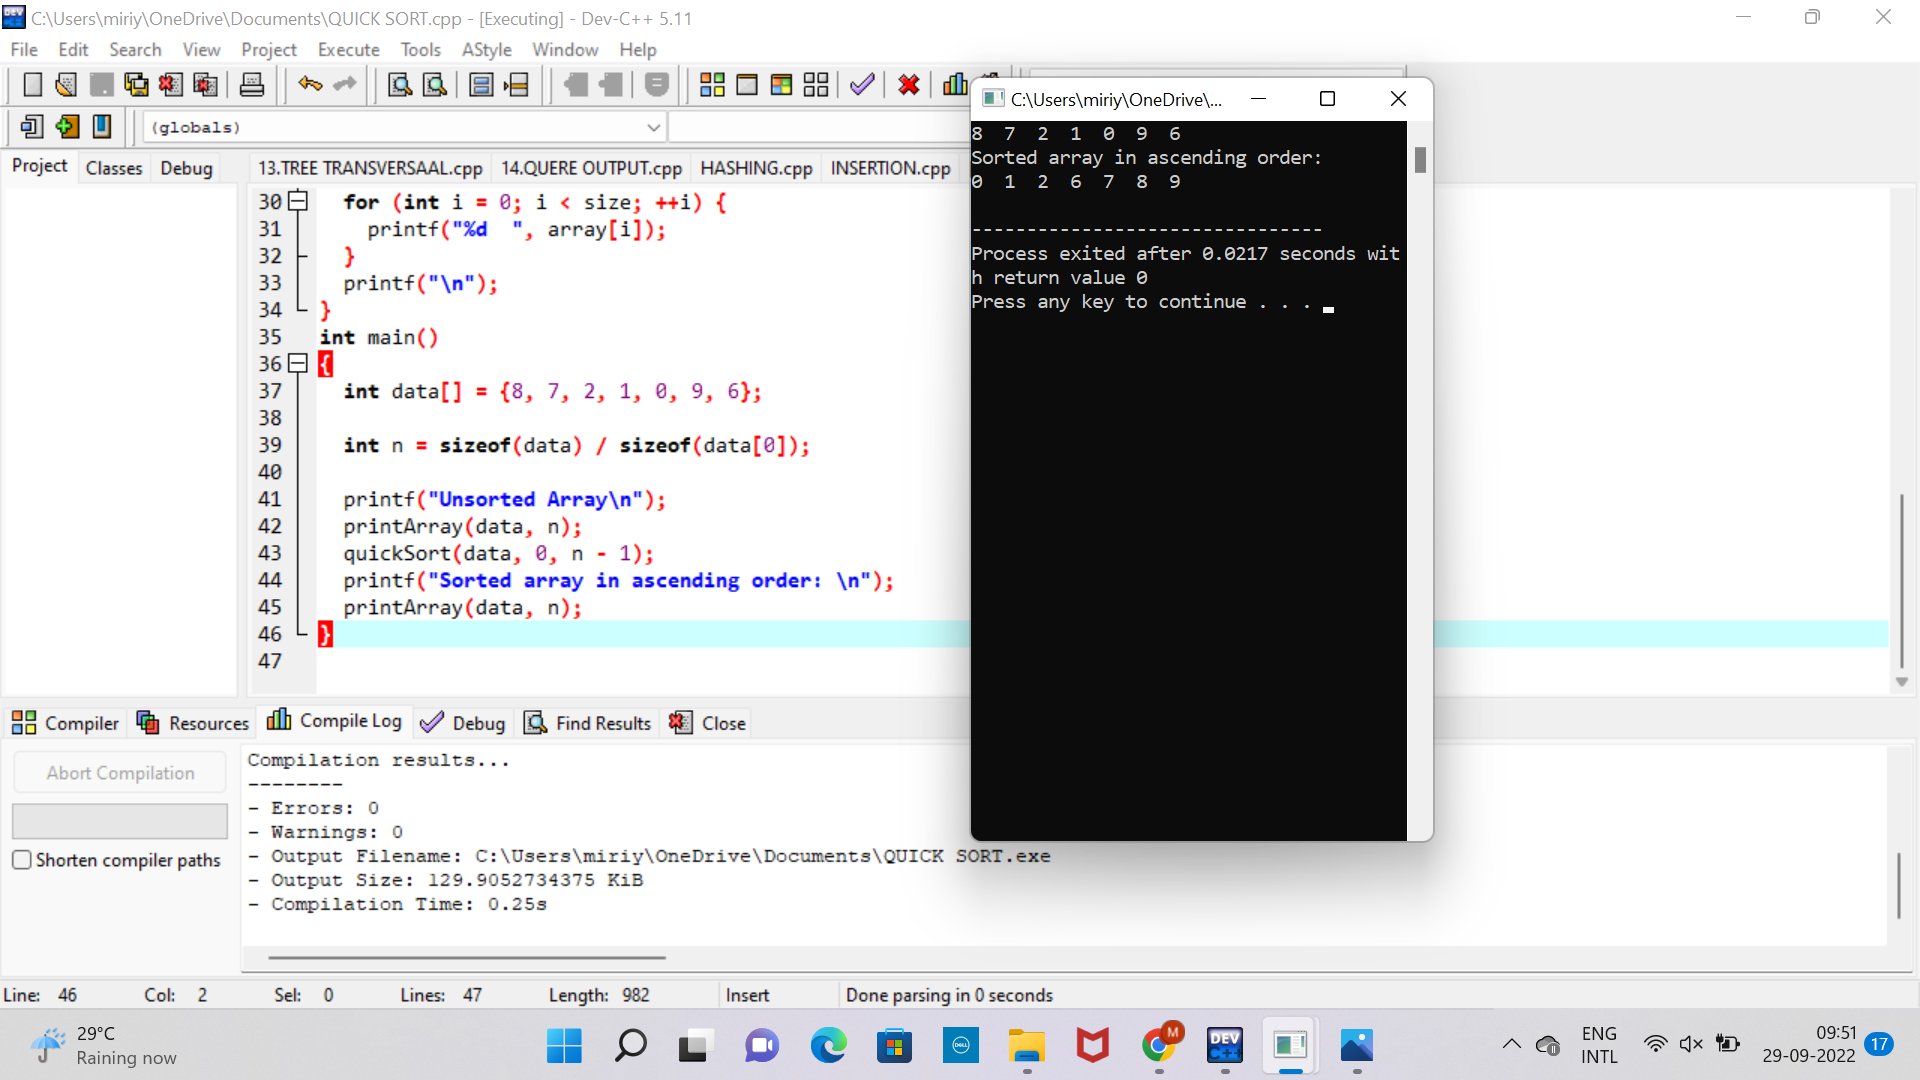 C:\Users\miriy\OneDrive\Documents\QUICK SORT.cpp - [Executing] - Dev-C++ 5.11
File Edit Search View Project Execute Tools AStyle Window Help
(globals)
Project Classes Debug
13.TREE TRANSVERSAAL.cpp 14.QUERE OUTPUT.cpp HASHING.cpp INSERTION.cpp
30 for (int i = 0; i < size; ++i) {
31 printf("%d  ", array[i]);
32 }
33 printf("\n");
34 }
35 int main()
36 {
37 int data[] = {8, 7, 2, 1, 0, 9, 6};
38
39 int n = sizeof(data) / sizeof(data[0]);
40
41 printf("Unsorted Array\n");
42 printArray(data, n);
43 quickSort(data, 0, n - 1);
44 printf("Sorted array in ascending order: \n");
45 printArray(data, n);
46 }
47
C:\Users\miriy\OneDrive\...
8  7  2  1  0  9  6
Sorted array in ascending order:
0  1  2  6  7  8  9
--------------------------------
Process exited after 0.0217 seconds wit
h return value 0
Press any key to continue . . .
Compiler Resources Compile Log Debug Find Results Close
Abort Compilation
Shorten compiler paths
Compilation results...
--------
- Errors: 0
- Warnings: 0
- Output Filename: C:\Users\miriy\OneDrive\Documents\QUICK SORT.exe
- Output Size: 129.9052734375 KiB
- Compilation Time: 0.25s
Line: 46 Col: 2 Sel: 0 Lines: 47 Length: 982 Insert Done parsing in 0 seconds
29°C
Raining now
DELL
M
DEV
C++
ENG
INTL
09:51
29-09-2022
17